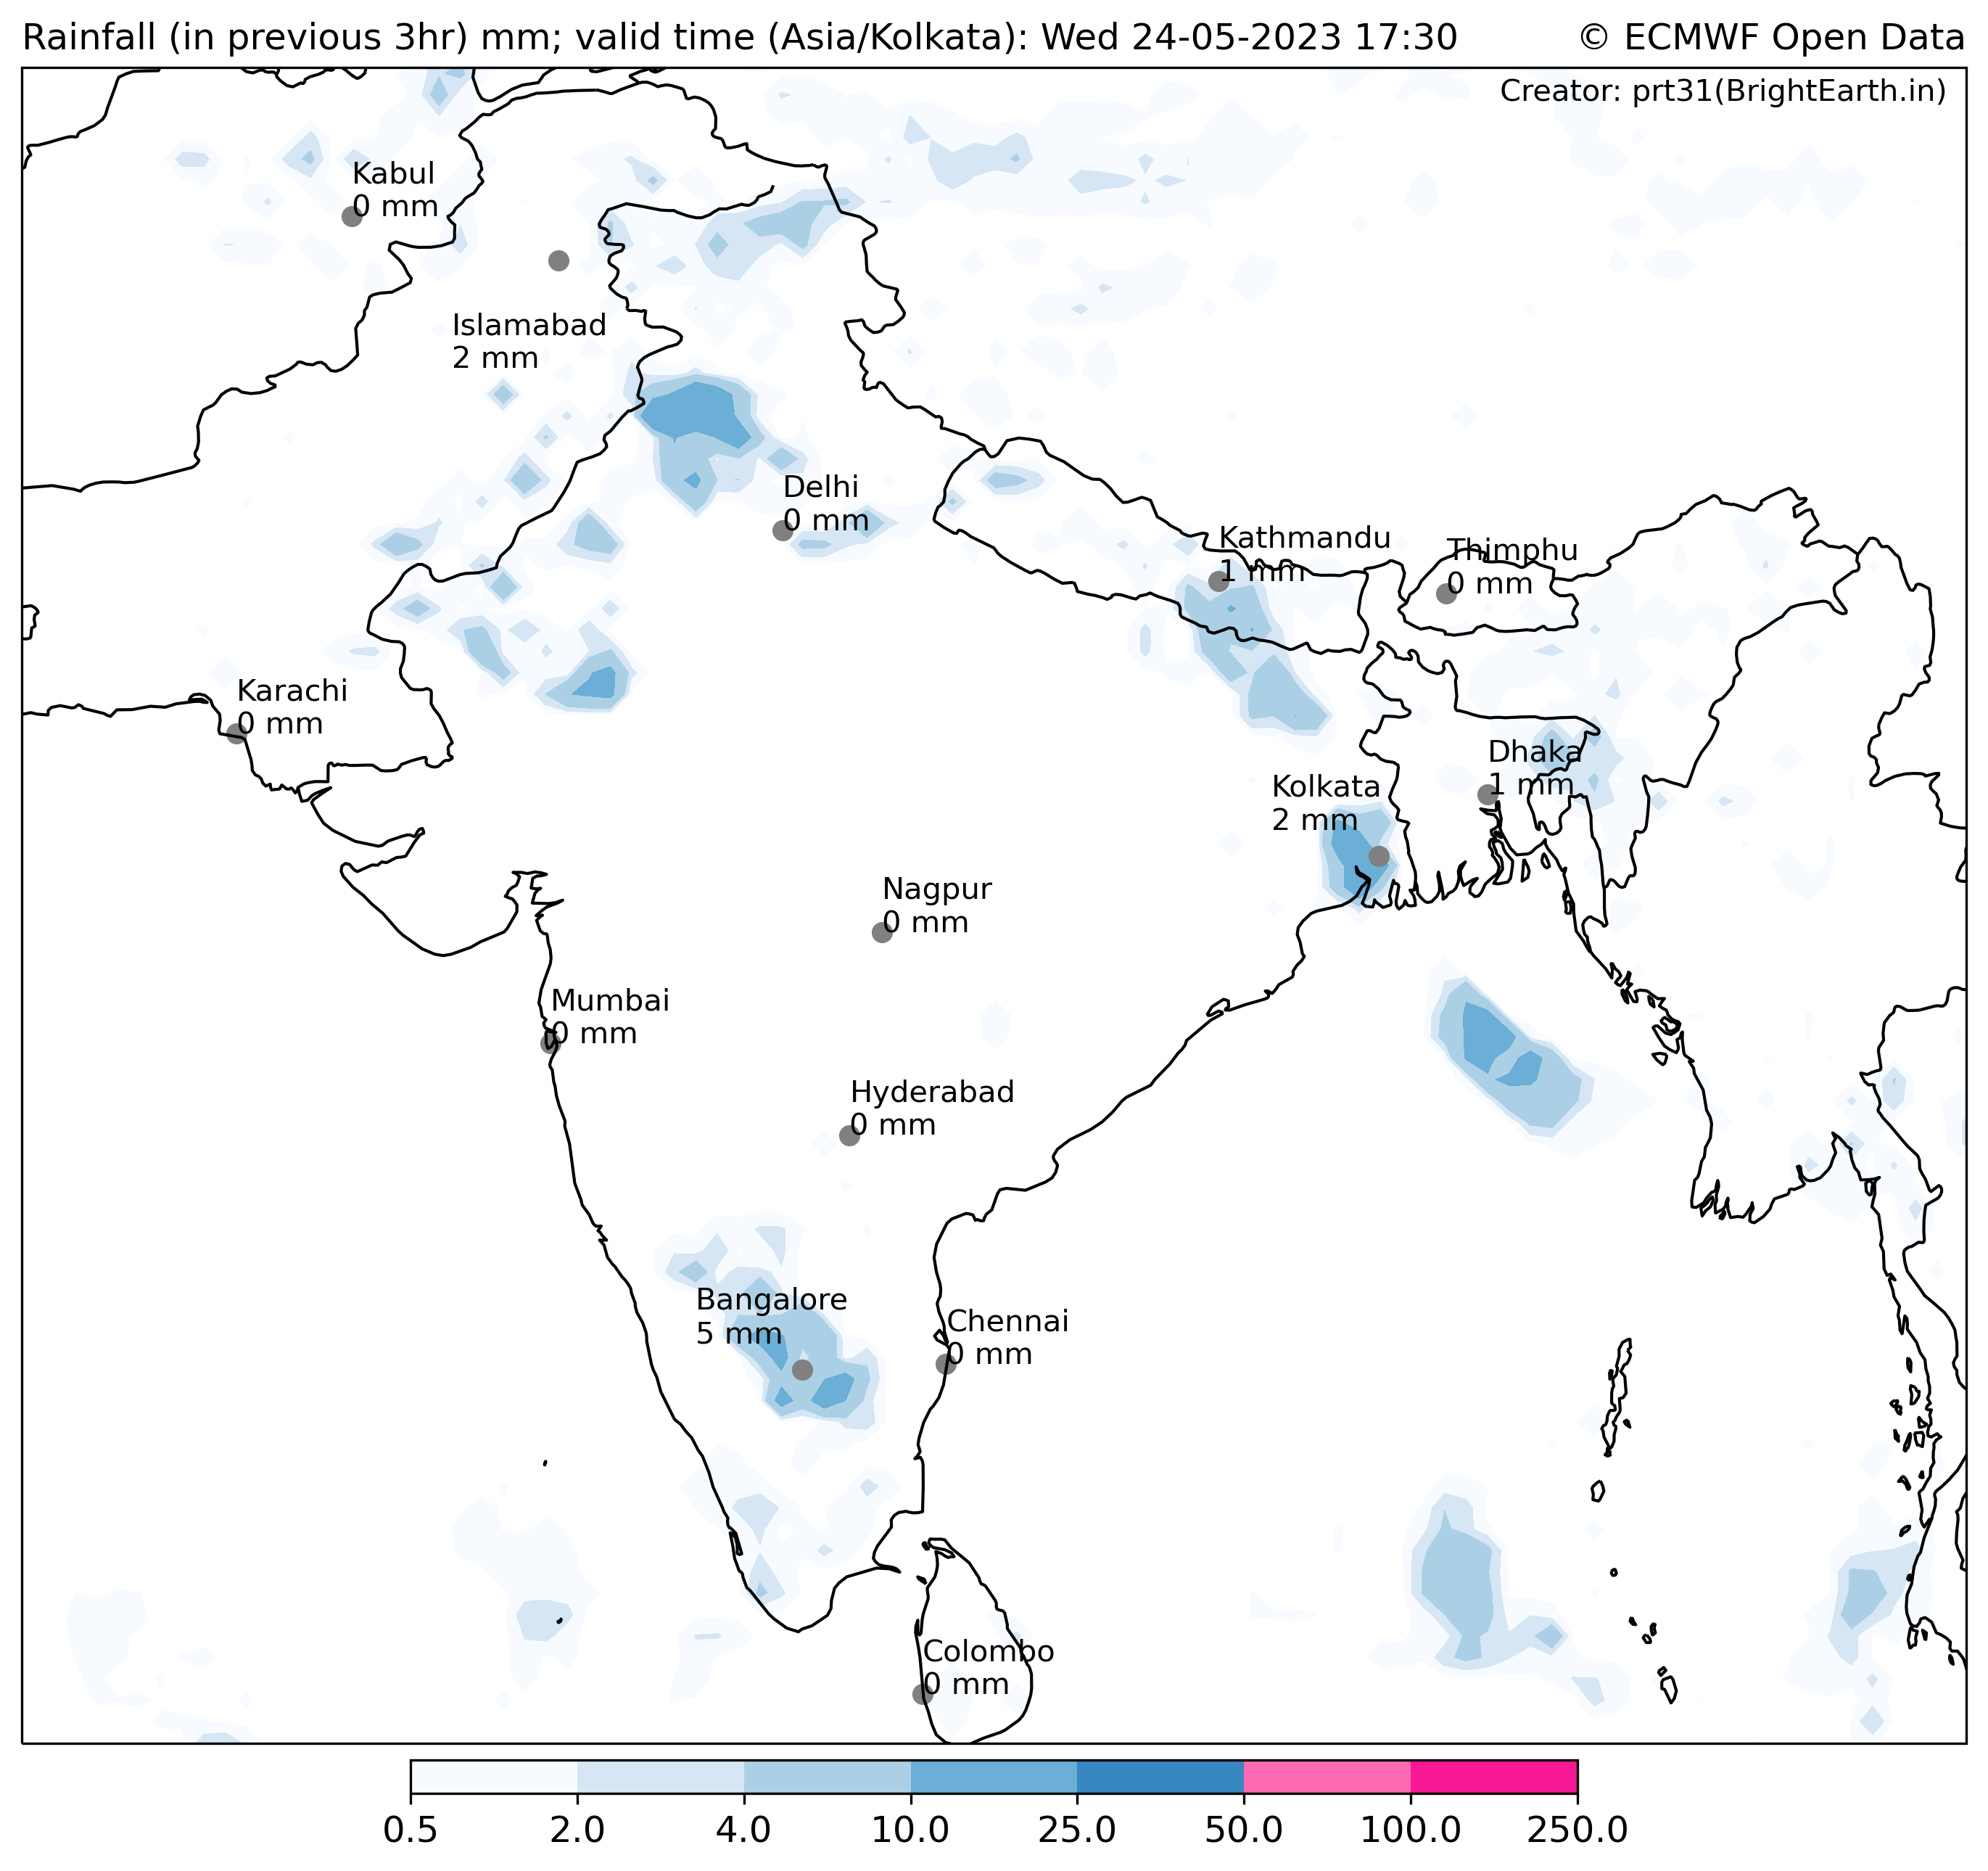 Rainfall (in previous 3hr) mm; valid time (Asia/Kolkata): Wed 24-05-2023 17:30
© ECMWF Open Data
Creator: prt31(BrightEarth.in)
Kabul
0 mm
Islamabad
2 mm
Delhi
0 mm
Kathmandu
1 mm
Thimphu
0 mm
Karachi
0 mm
Dhaka
1 mm
Kolkata
2 mm
Nagpur
0 mm
Mumbai
0 mm
Hyderabad
0 mm
Bangalore
5 mm
Chennai
0 mm
Colombo
0 mm
0.5 2.0 4.0 10.0 25.0 50.0 100.0 250.0